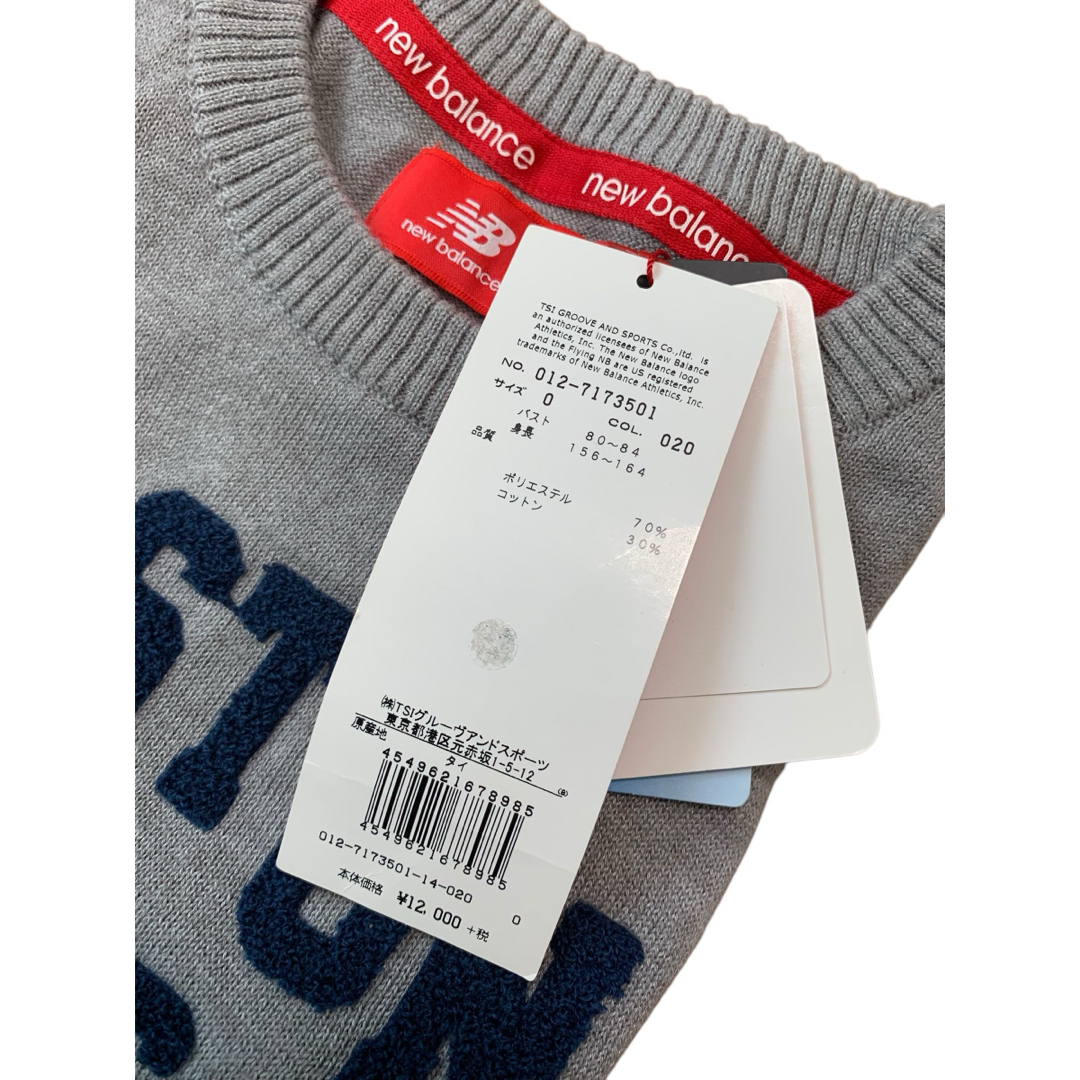 new balance
new balance
NB
new balance
TSI GROOVE AND SPORTS Co.,ltd. is
an authorized licensees of New Balance
Athletics, Inc. The New Balance logo
and the Flying NB are US registered
trademarks of New Balance Athletics, Inc.
NO. 012-7173501
サイズ 0 COL. 020
バスト 80～84
品質 身長 156～164
ポリエステル 70%
コットン 30%
㈱TSIグルーヴアンドスポーツ
東京都港区元赤坂1-5-12
原産地 タイ (a)
4549621678985
4549621678985
012-7173501-14-020 0
本体価格 ¥12,000 +税
STON